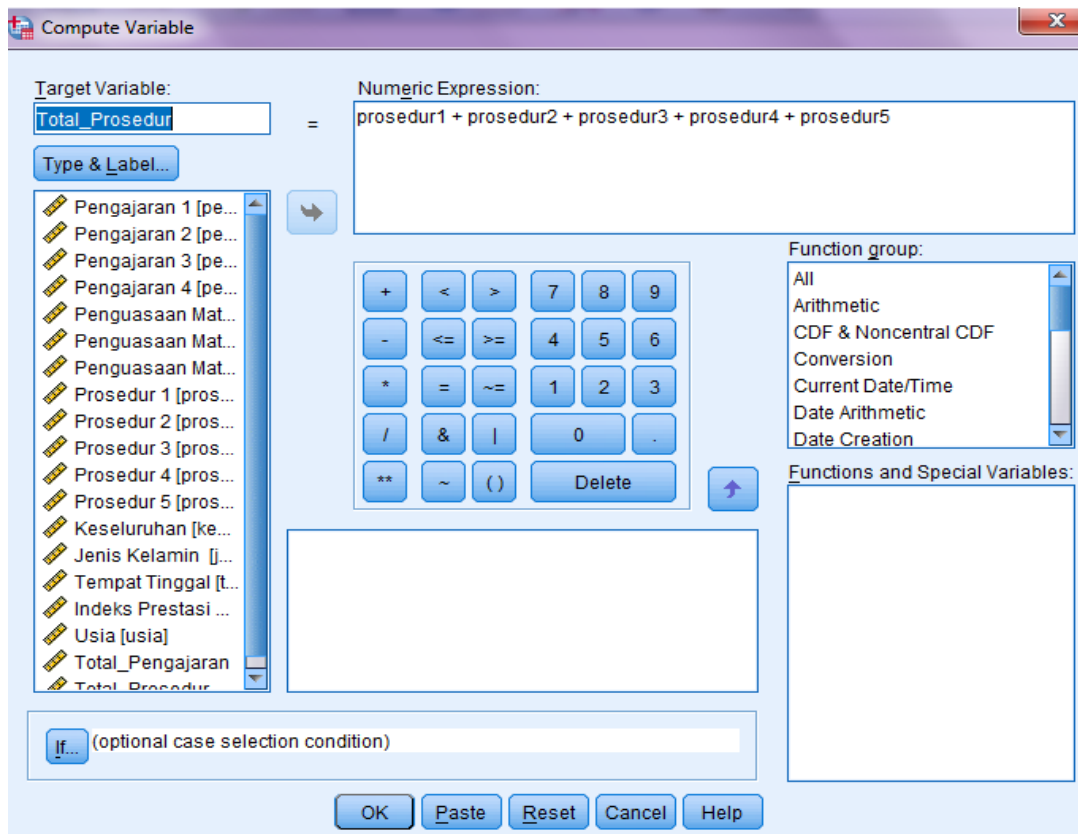 Compute Variable
Target Variable:
Total_Prosedur
=
Numeric Expression:
prosedur1 + prosedur2 + prosedur3 + prosedur4 + prosedur5
Type & Label...
Pengajaran 1 [pe...
Pengajaran 2 [pe...
Pengajaran 3 [pe...
Pengajaran 4 [pe...
Penguasaan Mat...
Penguasaan Mat...
Penguasaan Mat...
Prosedur 1 [pros...
Prosedur 2 [pros...
Prosedur 3 [pros...
Prosedur 4 [pros...
Prosedur 5 [pros...
Keseluruhan [ke...
Jenis Kelamin [j...
Tempat Tinggal [t...
Indeks Prestasi ...
Usia [usia]
Total_Pengajaran
Total_Prosedur
+ < > 7 8 9
- <= >= 4 5 6
* = ~= 1 2 3
/ & | 0 .
** ~ ( ) Delete
Function group:
All
Arithmetic
CDF & Noncentral CDF
Conversion
Current Date/Time
Date Arithmetic
Date Creation
Functions and Special Variables:
If... (optional case selection condition)
OK Paste Reset Cancel Help